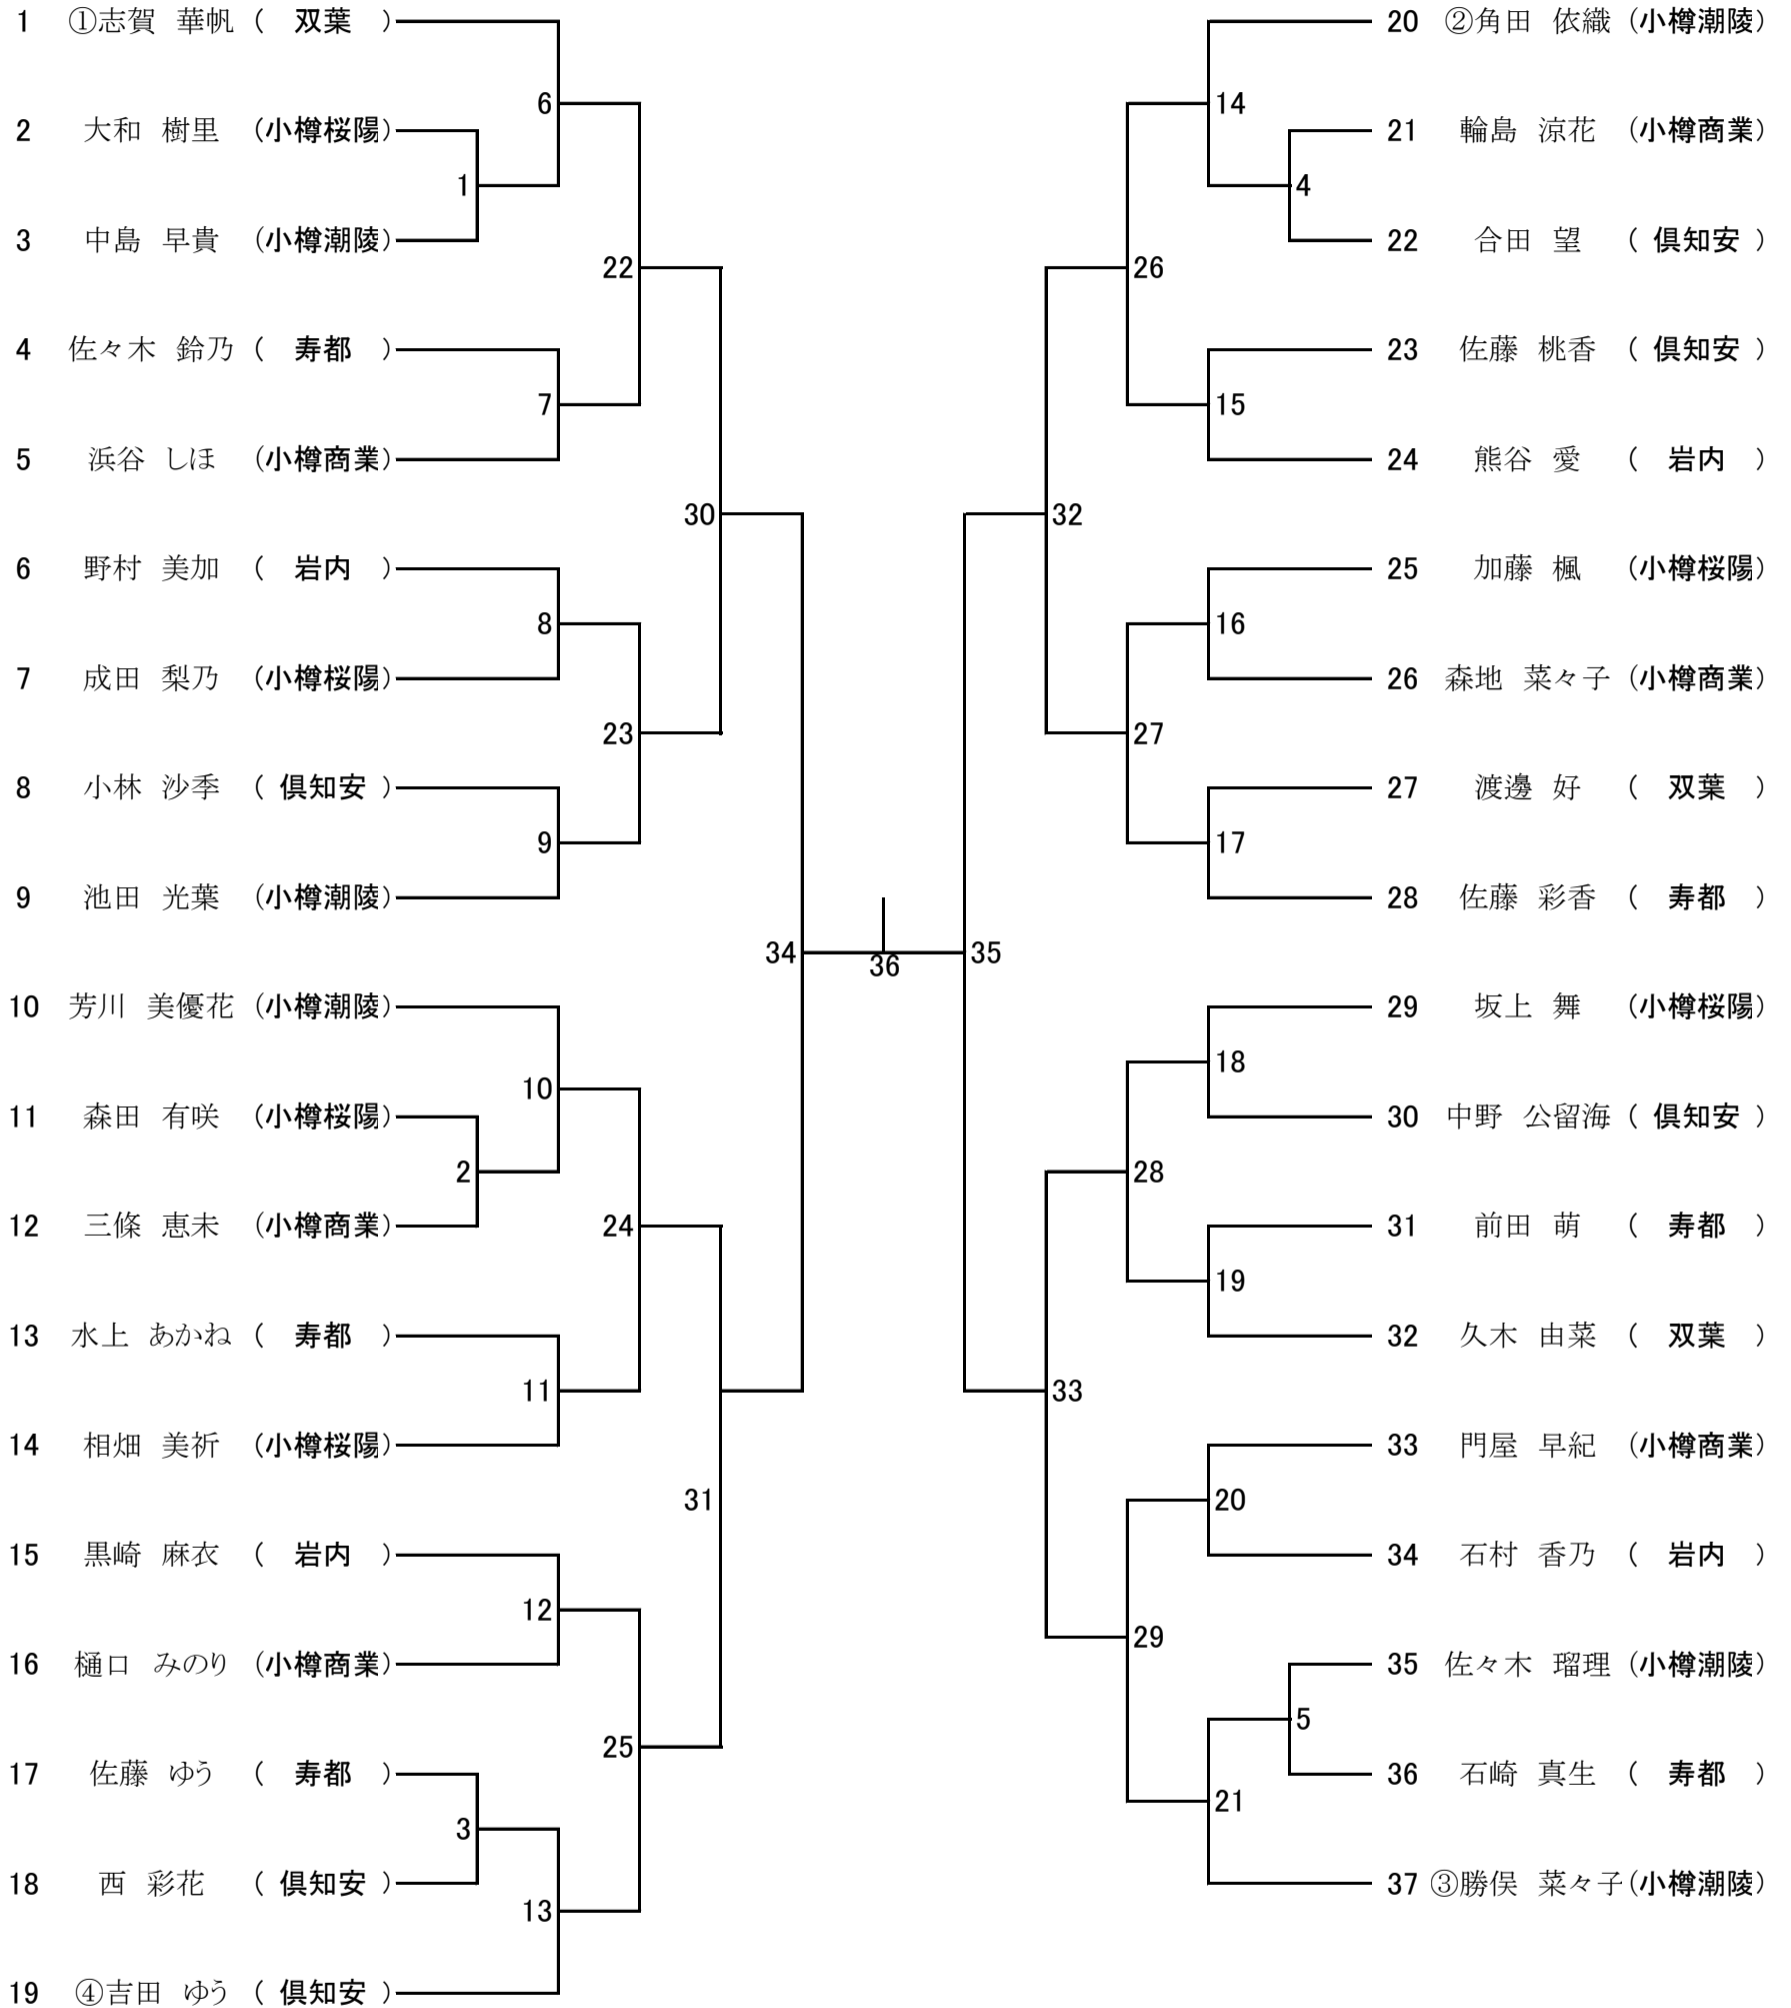 1 ①志賀 華帆 ( 双葉 )
2 大和 樹里 (小樽桜陽)
3 中島 早貴 (小樽潮陵)
4 佐々木 鈴乃 ( 寿都 )
5 浜谷 しほ (小樽商業)
6 野村 美加 ( 岩内 )
7 成田 梨乃 (小樽桜陽)
8 小林 沙季 ( 倶知安 )
9 池田 光葉 (小樽潮陵)
10 芳川 美優花 (小樽潮陵)
11 森田 有咲 (小樽桜陽)
12 三條 恵未 (小樽商業)
13 水上 あかね ( 寿都 )
14 相畑 美祈 (小樽桜陽)
15 黒崎 麻衣 ( 岩内 )
16 樋口 みのり (小樽商業)
17 佐藤 ゆう ( 寿都 )
18 西 彩花 ( 倶知安 )
19 ④吉田 ゆう ( 倶知安 )
1
2
3
6
7
8
9
10
11
12
13
22
23
24
25
30
31
34
36
35
32
33
26
27
28
29
14
15
16
17
18
19
20
21
4
5
20 ②角田 依織 (小樽潮陵)
21 輪島 涼花 (小樽商業)
22 合田 望 ( 倶知安 )
23 佐藤 桃香 ( 倶知安 )
24 熊谷 愛 ( 岩内 )
25 加藤 楓 (小樽桜陽)
26 森地 菜々子 (小樽商業)
27 渡邊 好 ( 双葉 )
28 佐藤 彩香 ( 寿都 )
29 坂上 舞 (小樽桜陽)
30 中野 公留海 ( 倶知安 )
31 前田 萌 ( 寿都 )
32 久木 由菜 ( 双葉 )
33 門屋 早紀 (小樽商業)
34 石村 香乃 ( 岩内 )
35 佐々木 瑠理 (小樽潮陵)
36 石崎 真生 ( 寿都 )
37 ③勝俣 菜々子 (小樽潮陵)